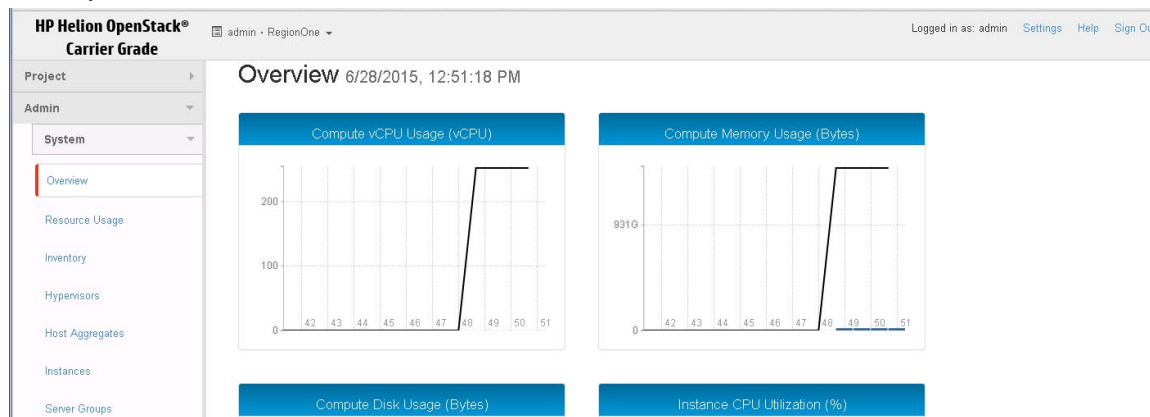 HP Helion OpenStack®
Carrier Grade
admin • RegionOne
Logged in as: admin Settings Help Sign
Project
Admin
System
Overview
Resource Usage
Inventory
Hypervisors
Host Aggregates
Instances
Server Groups
Overview 6/28/2015, 12:51:18 PM
Compute vCPU Usage (vCPU)
200
100
0
42 43 44 45 46 47 48 49 50 51
Compute Memory Usage (Bytes)
931G
0
42 43 44 45 46 47 48 49 50 51
Compute Disk Usage (Bytes)
Instance CPU Utilization (%)